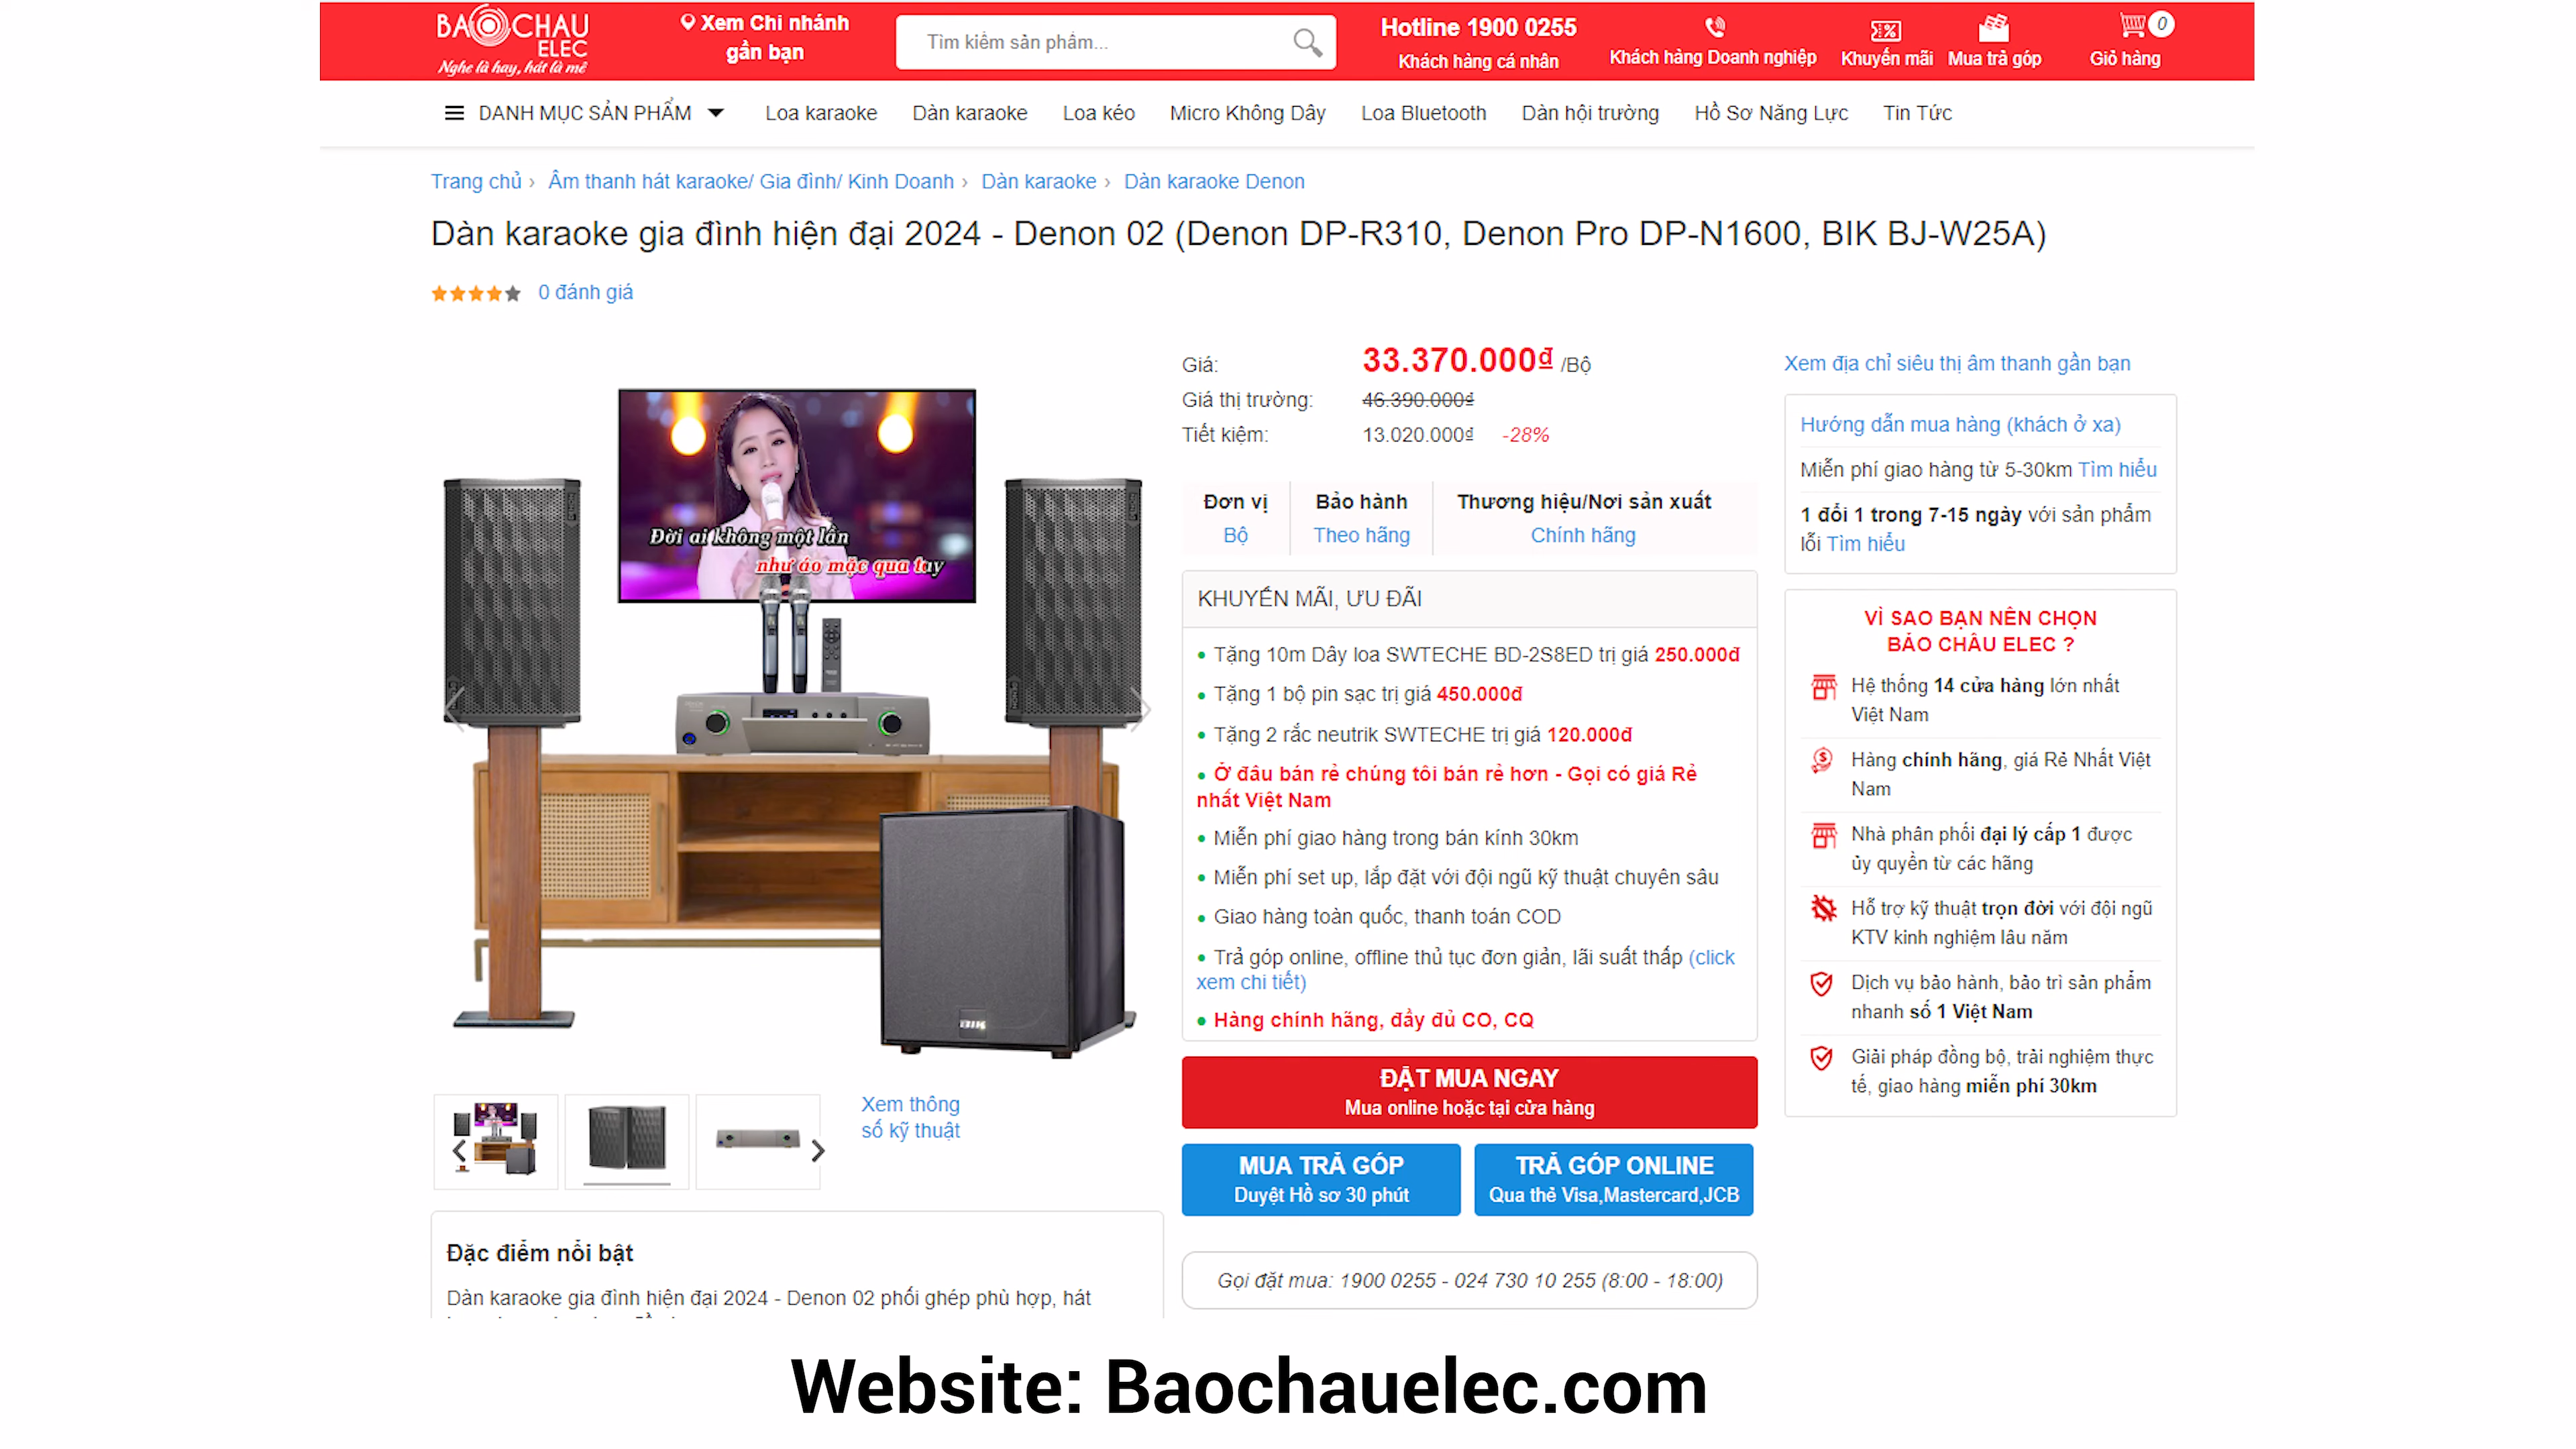 BAOCHAU
ELEC
Nghe là hay, hát là mê
Xem Chi nhánh
gần bạn
Tìm kiếm sản phẩm...
Hotline 1900 0255
Khách hàng cá nhân
Khách hàng Doanh nghiệp
Khuyến mãi
Mua trả góp
0
Giỏ hàng
DANH MỤC SẢN PHẨM
Loa karaoke
Dàn karaoke
Loa kéo
Micro Không Dây
Loa Bluetooth
Dàn hội trường
Hồ Sơ Năng Lực
Tin Tức
Trang chủ › Âm thanh hát karaoke/ Gia đình/ Kinh Doanh › Dàn karaoke › Dàn karaoke Denon
Dàn karaoke gia đình hiện đại 2024 - Denon 02 (Denon DP-R310, Denon Pro DP-N1600, BIK BJ-W25A)
0 đánh giá
Đời ai không một lần
như áo mặc qua tay
BIK
Xem thông
số kỹ thuật
Đặc điểm nổi bật
Dàn karaoke gia đình hiện đại 2024 - Denon 02 phối ghép phù hợp, hát
Giá: 33.370.000₫ /Bộ
Giá thị trường: 46.390.000₫
Tiết kiệm: 13.020.000₫ -28%
Đơn vị
Bộ
Bảo hành
Theo hãng
Thương hiệu/Nơi sản xuất
Chính hãng
KHUYẾN MÃI, ƯU ĐÃI
• Tặng 10m Dây loa SWTECHE BD-2S8ED trị giá 250.000đ
• Tặng 1 bộ pin sạc trị giá 450.000đ
• Tặng 2 rắc neutrik SWTECHE trị giá 120.000đ
• Ở đâu bán rẻ chúng tôi bán rẻ hơn - Gọi có giá Rẻ
nhất Việt Nam
• Miễn phí giao hàng trong bán kính 30km
• Miễn phí set up, lắp đặt với đội ngũ kỹ thuật chuyên sâu
• Giao hàng toàn quốc, thanh toán COD
• Trả góp online, offline thủ tục đơn giản, lãi suất thấp (click
xem chi tiết)
• Hàng chính hãng, đầy đủ CO, CQ
ĐẶT MUA NGAY
Mua online hoặc tại cửa hàng
MUA TRẢ GÓP
Duyệt Hồ sơ 30 phút
TRẢ GÓP ONLINE
Qua thẻ Visa,Mastercard,JCB
Gọi đặt mua: 1900 0255 - 024 730 10 255 (8:00 - 18:00)
Xem địa chỉ siêu thị âm thanh gần bạn
Hướng dẫn mua hàng (khách ở xa)
Miễn phí giao hàng từ 5-30km Tìm hiểu
1 đổi 1 trong 7-15 ngày với sản phẩm
lỗi Tìm hiểu
VÌ SAO BẠN NÊN CHỌN
BẢO CHÂU ELEC ?
Hệ thống 14 cửa hàng lớn nhất
Việt Nam
Hàng chính hãng, giá Rẻ Nhất Việt
Nam
Nhà phân phối đại lý cấp 1 được
ủy quyền từ các hãng
Hỗ trợ kỹ thuật trọn đời với đội ngũ
KTV kinh nghiệm lâu năm
Dịch vụ bảo hành, bảo trì sản phẩm
nhanh số 1 Việt Nam
Giải pháp đồng bộ, trải nghiệm thực
tế, giao hàng miễn phí 30km
Website: Baochauelec.com